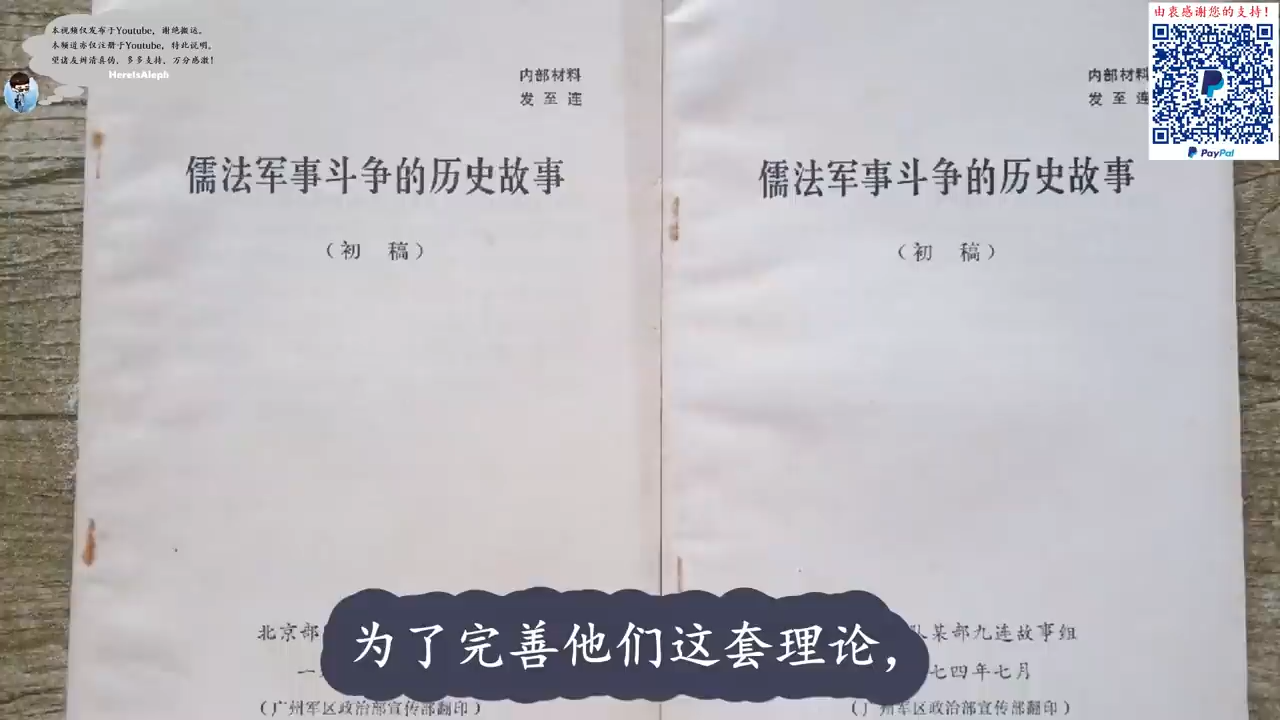 本视频仅发布于Youtube，谢绝搬运。
本频道亦仅注册于Youtube，特此说明。
望诸友辨清真伪，多多支持，万分感激！
HereIsAleph
由衷感谢您的支持！
PayPal
内部材料
发至连
儒法军事斗争的历史故事
（初 稿）
北京部
一
（广州军区政治部宣传部翻印）
内部材料
发至连
儒法军事斗争的历史故事
（初 稿）
队某部九连故事组
七四年七月
（广州军区政治部宣传部翻印）
为了完善他们这套理论，